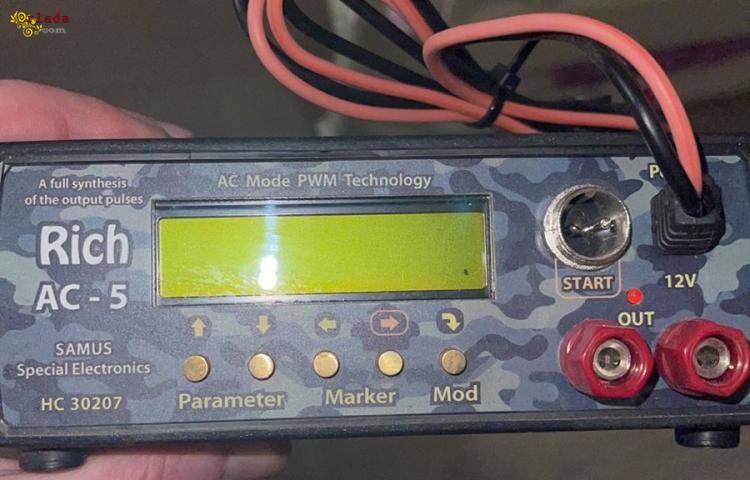 .com
A full synthesis
of the output pulses
AC Mode PWM Technology
Rich
AC - 5
START
12V
OUT
SAMUS
Special Electronics
HC 30207
Parameter
Marker
Mod